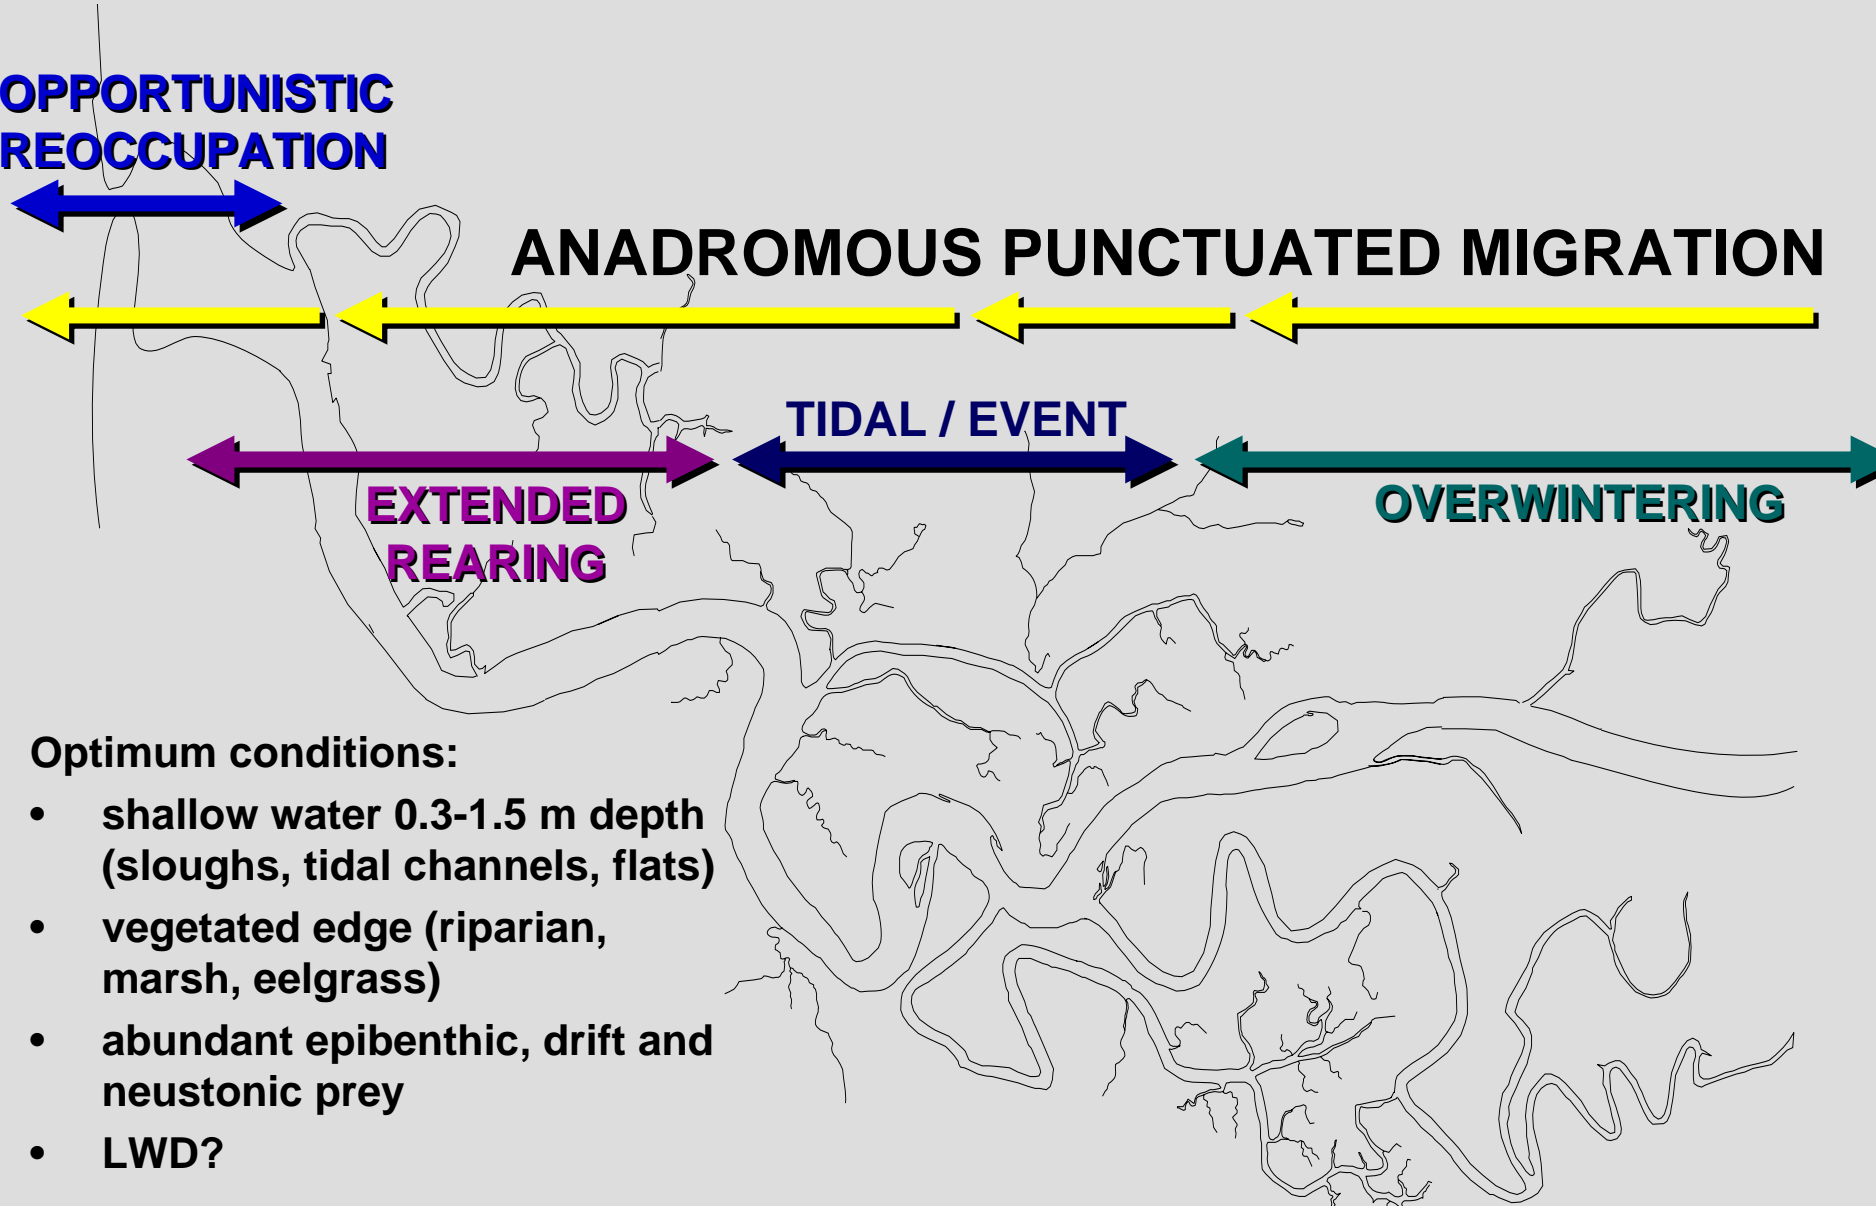 OPPORTUNISTIC
REOCCUPATION
ANADROMOUS PUNCTUATED MIGRATION
TIDAL / EVENT
EXTENDED
REARING
OVERWINTERING
Optimum conditions:
• shallow water 0.3-1.5 m depth
(sloughs, tidal channels, flats)
• vegetated edge (riparian,
marsh, eelgrass)
• abundant epibenthic, drift and
neustonic prey
• LWD?